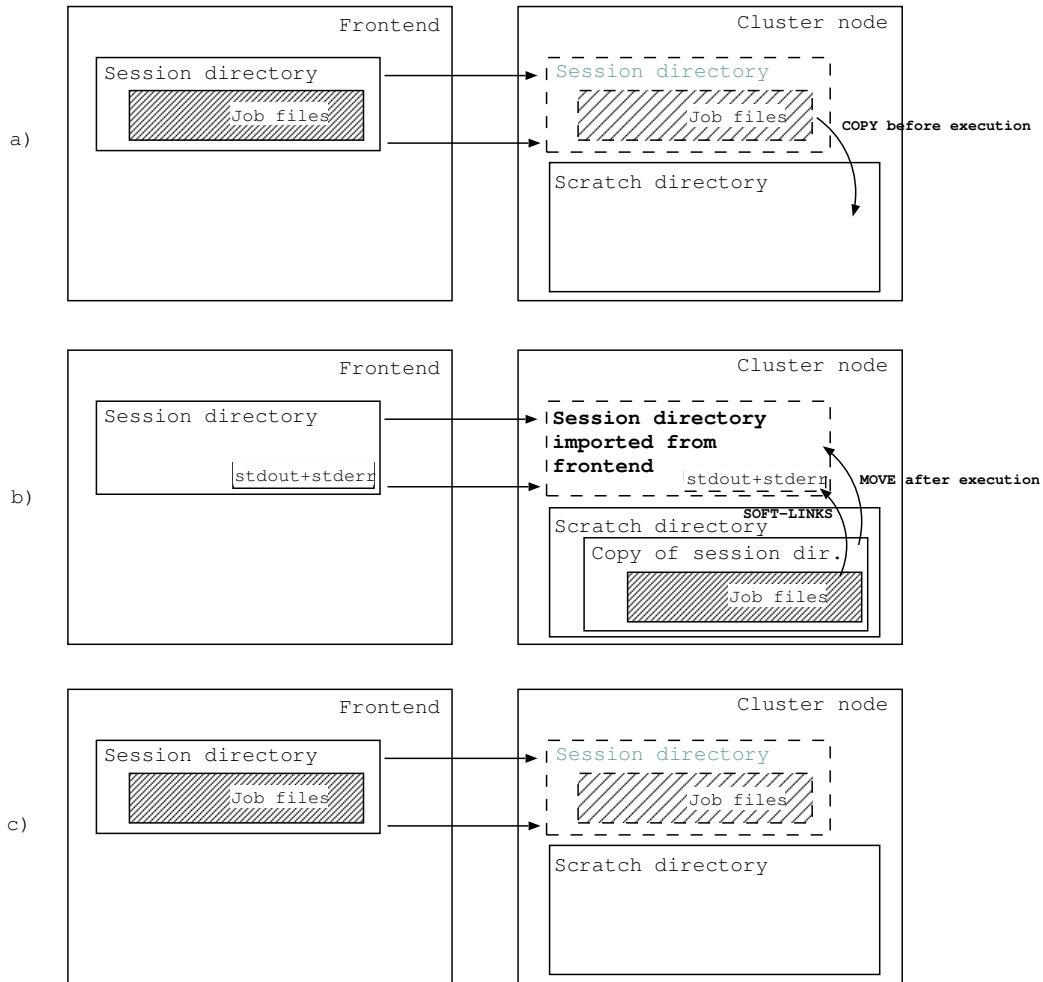 Frontend
Cluster node
Session directory
Session directory
Job files
Job files
a)
COPY before execution
Scratch directory
Frontend
Cluster node
Session directory
Session directory
imported from
frontend
stdout+stderr
stdout+stderr
MOVE after execution
b)
SOFT-LINKS
Scratch directory
Copy of session dir.
Job files
Frontend
Cluster node
Session directory
Session directory
Job files
Job files
c)
Scratch directory